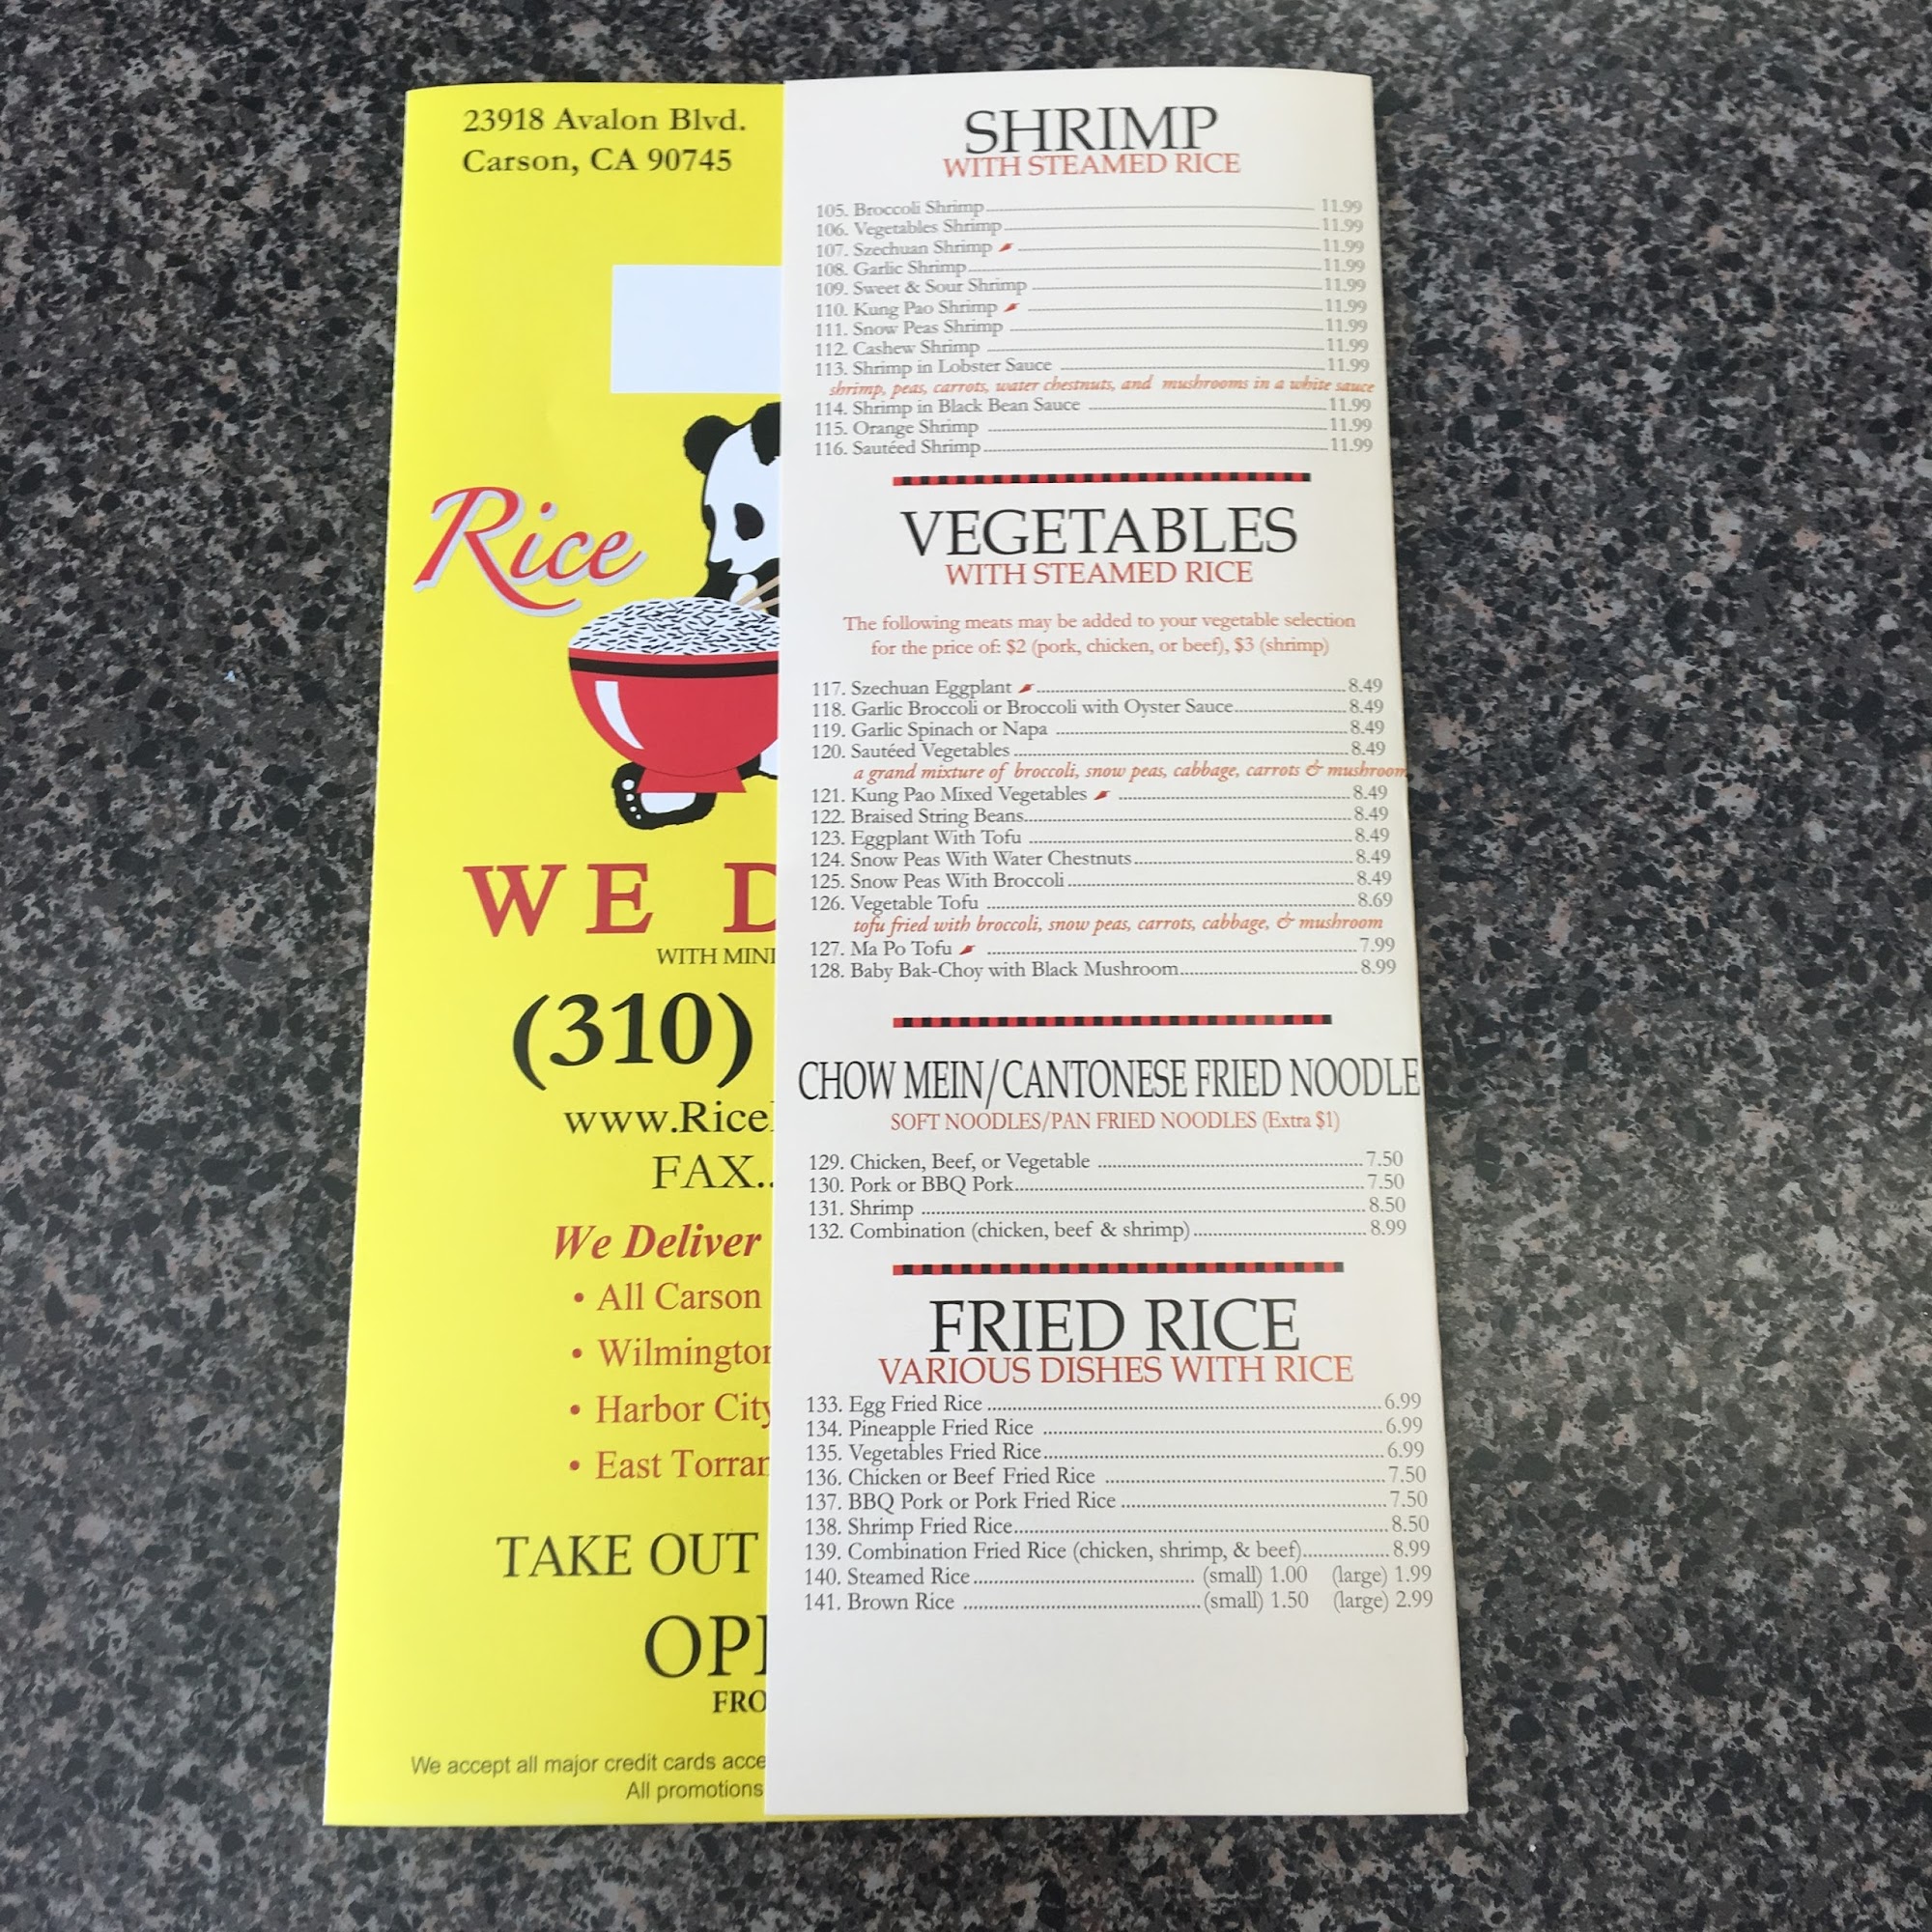 23918 Avalon Blvd.
Carson, CA 90745
Rice
WE
WITH
(310)
www.Rice
FAX..
We Deliver
• All Carson
• Wilmington
• Harbor City
• East
TAKE OUT
We accept all major credit cards
All promotions
SHRIMP
WITH STEAMED RICE
105. Broccoli Shrimp 11.99
106. Vegetables Shrimp 11.99
107. Szechuan Shrimp 11.99
108. Garlic Shrimp 11.99
109. Sweet & Sour Shrimp 11.99
110. Kung Pao Shrimp 11.99
111. Snow Peas Shrimp 11.99
112. Cashew Shrimp 11.99
113. Shrimp in Lobster Sauce 11.99
shrimp, peas, carrots, water chestnuts, and mushrooms in a white sauce
114. Shrimp in Black Bean Sauce 11.99
115. Orange Shrimp 11.99
116. Sautéed Shrimp 11.99
VEGETABLES
WITH STEAMED RICE
The following meats may be added to your vegetable selection
for the price of: $2 (pork, chicken, or beef), $3 (shrimp)
117. Szechuan Eggplant 8.49
118. Garlic Broccoli or Broccoli with Oyster Sauce 8.49
119. Garlic Spinach or Napa 8.49
120. Sautéed Vegetables 8.49
a grand mixture of broccoli, snow peas, cabbage, carrots & mushroom
121. Kung Pao Mixed Vegetables 8.49
122. Braised String Beans 8.49
123. Eggplant With Tofu 8.49
124. Snow Peas With Water Chestnuts 8.49
125. Snow Peas With Broccoli 8.49
126. Vegetable Tofu 8.69
tofu fried with broccoli, snow peas, carrots, cabbage, & mushroom
127. Ma Po Tofu 7.99
128. Baby Bak-Choy with Black Mushroom 8.99
CHOW MEIN/CANTONESE FRIED NOODLE
SOFT NOODLES/PAN FRIED NOODLES (Extra $1)
129. Chicken, Beef, or Vegetable 7.50
130. Pork or BBQ Pork 7.50
131. Shrimp 8.50
132. Combination (chicken, beef & shrimp) 8.99
FRIED RICE
VARIOUS DISHES WITH RICE
133. Egg Fried Rice 6.99
134. Pineapple Fried Rice 6.99
135. Vegetables Fried Rice 6.99
136. Chicken or Beef Fried Rice 7.50
137. BBQ Pork or Pork Fried Rice 7.50
138. Shrimp Fried Rice 8.50
139. Combination Fried Rice (chicken, shrimp, & beef) 8.99
140. Steamed Rice (small) 1.00 (large) 1.99
141. Brown Rice (small) 1.50 (large) 2.99